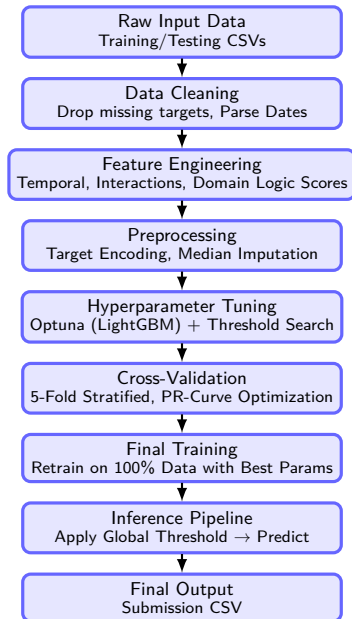 Raw Input Data
Training/Testing CSVs
Data Cleaning
Drop missing targets, Parse Dates
Feature Engineering
Temporal, Interactions, Domain Logic Scores
Preprocessing
Target Encoding, Median Imputation
Hyperparameter Tuning
Optuna (LightGBM) + Threshold Search
Cross-Validation
5-Fold Stratified, PR-Curve Optimization
Final Training
Retrain on 100% Data with Best Params
Inference Pipeline
Apply Global Threshold → Predict
Final Output
Submission CSV